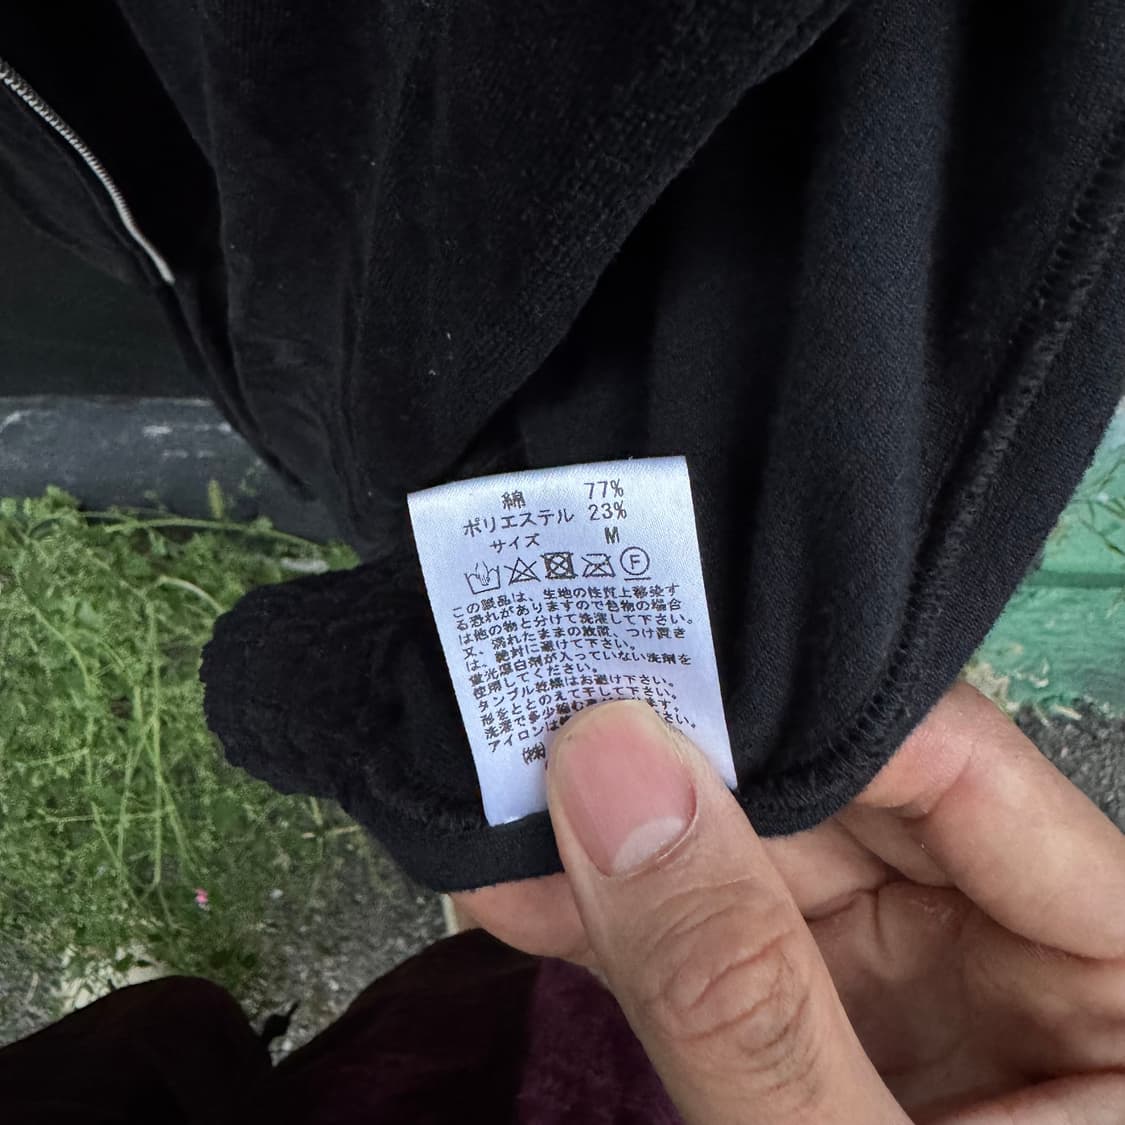 綿 77%
ポリエステル 23%
サイズ M
F
この製品は、生地の性質上移染す
る恐れがありますので色物の場合
は他の物と分けて洗濯して下さい。
又、濡れたままの放置、つけ置き
は、絶対に避けて下さい。
蛍光漂白剤が入っていない洗剤を
使用してください。
タンブル乾燥はお避け下さい。
形をととのえて干して下さい。
洗濯で多少縮む
アイロンは さい。
(株)